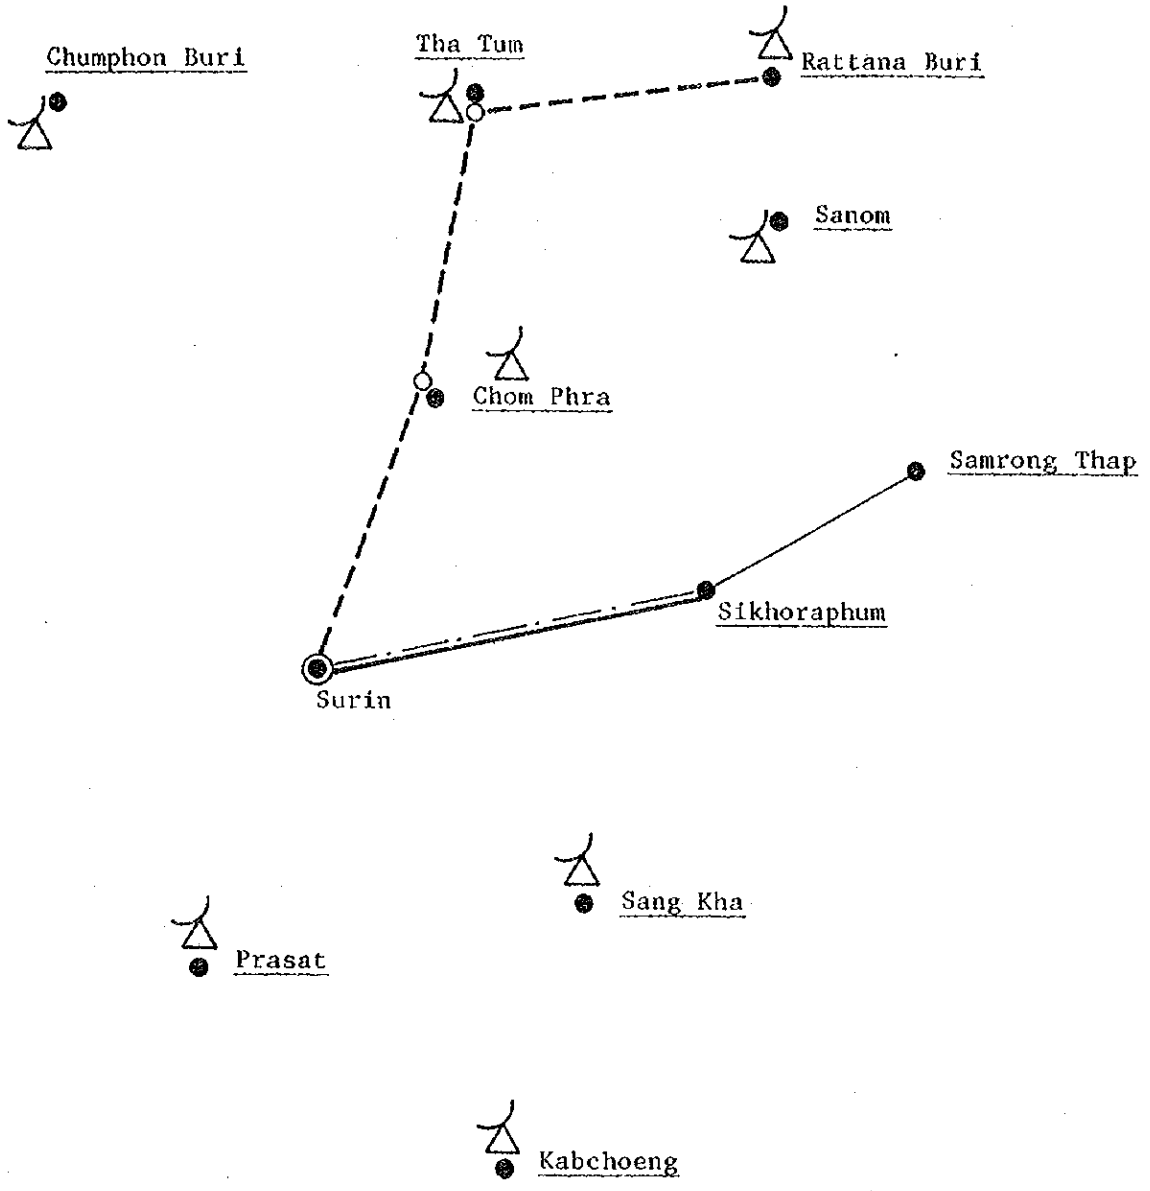 Tha Tum
Chumphon Buri
Rattana Buri
Sanom
Chom Phra
Samrong Thap
Sikhoraphum
Surin
Sang Kha
Prasat
Kabchoeng